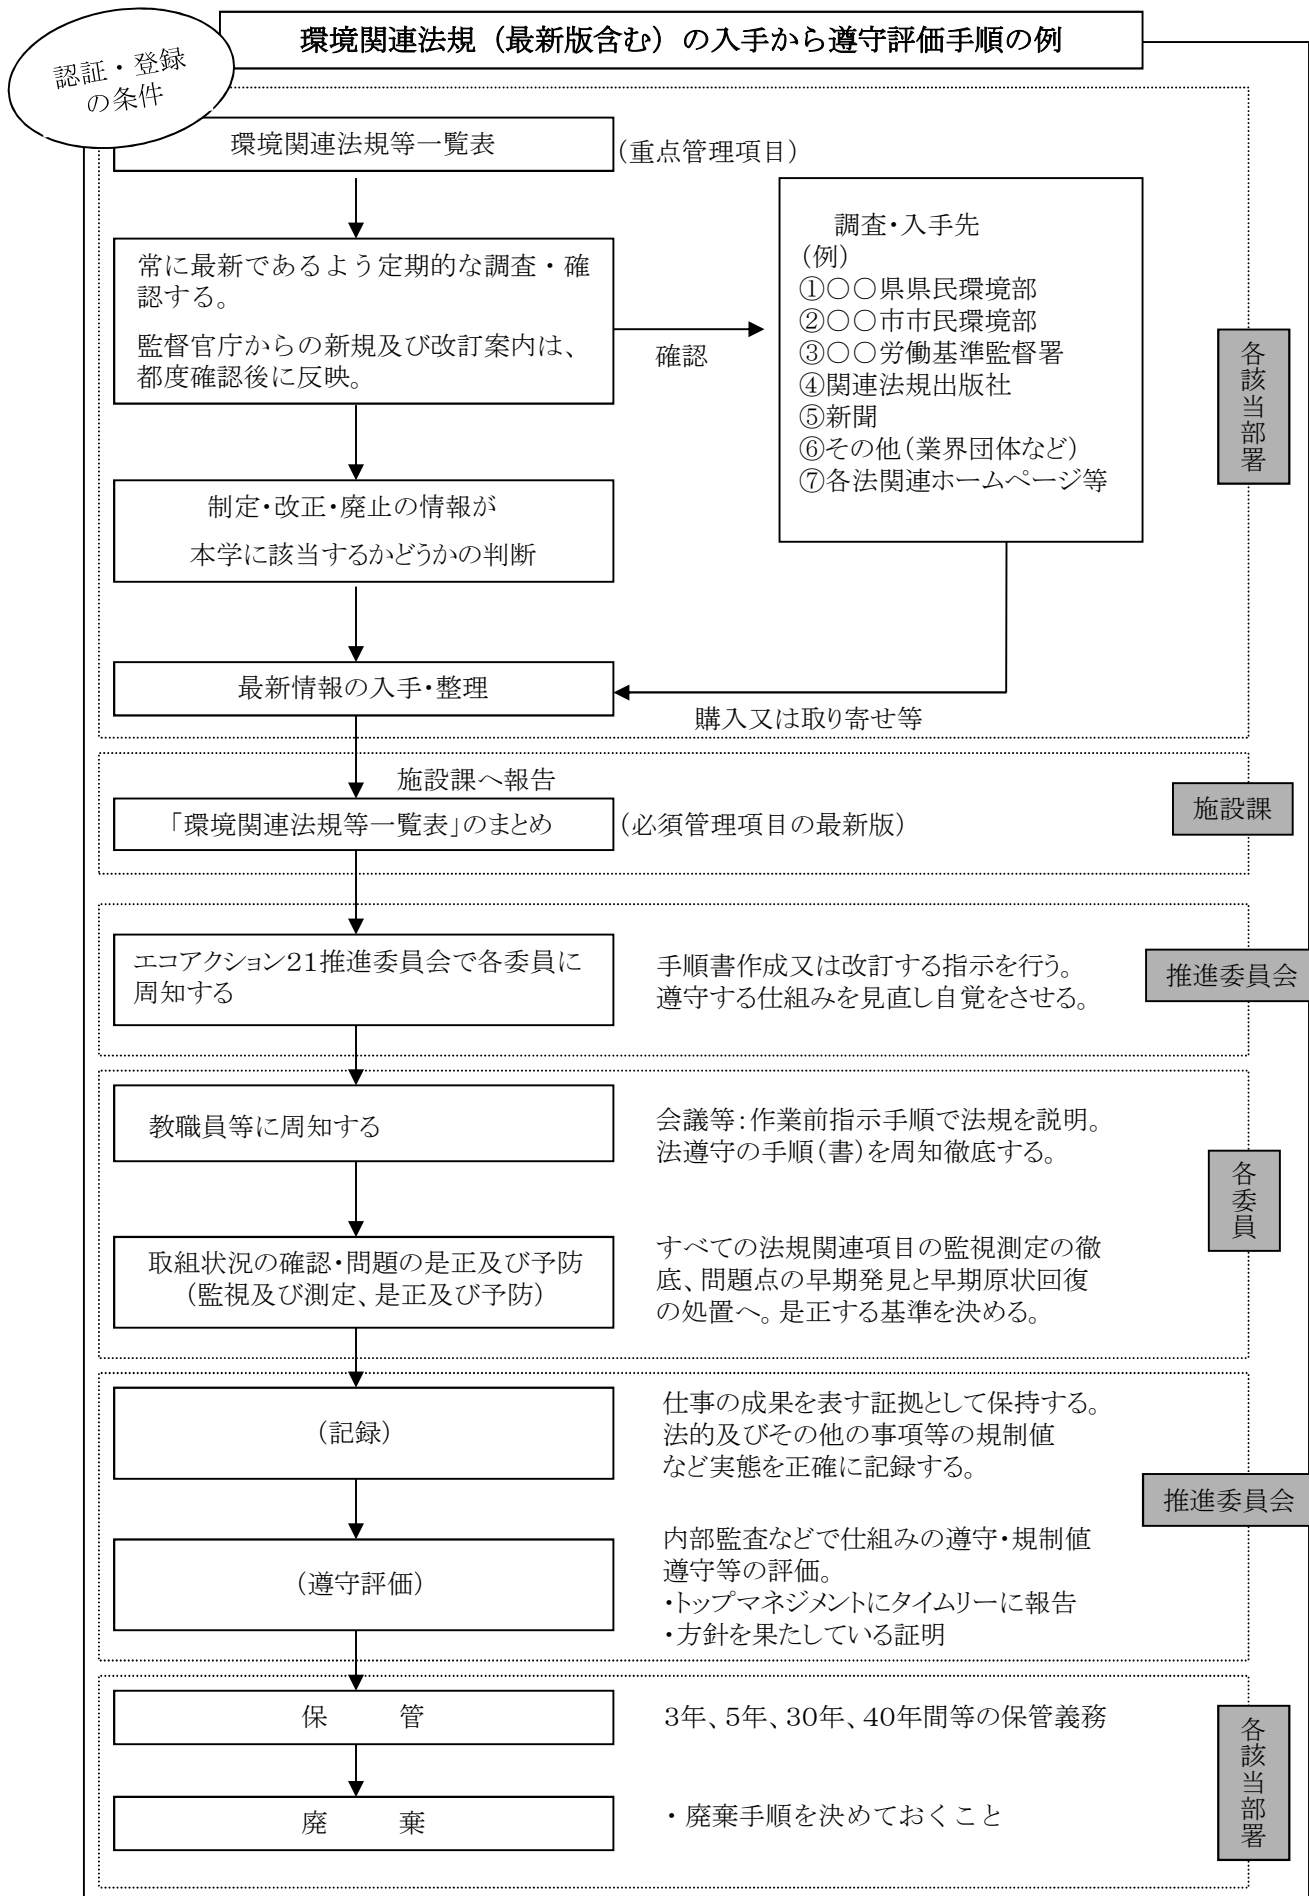 環境関連法規（最新版含む）の入手から遵守評価手順の例
認証・登録
の条件
環境関連法規等一覧表
（重点管理項目）
常に最新であるよう定期的な調査・確
認する。
監督官庁からの新規及び改訂案内は、
都度確認後に反映。
確認
調査・入手先
（例）
①○○県県民環境部
②○○市市民環境部
③○○労働基準監督署
④関連法規出版社
⑤新聞
⑥その他（業界団体など）
⑦各法関連ホームページ等
各該当部署
制定・改正・廃止の情報が
本学に該当するかどうかの判断
最新情報の入手・整理
購入又は取り寄せ等
施設課へ報告
「環境関連法規等一覧表」のまとめ
（必須管理項目の最新版）
施設課
エコアクション21推進委員会で各委員に
周知する
手順書作成又は改訂する指示を行う。
遵守する仕組みを見直し自覚をさせる。
推進委員会
教職員等に周知する
会議等：作業前指示手順で法規を説明。
法遵守の手順（書）を周知徹底する。
各委員
取組状況の確認・問題の是正及び予防
（監視及び測定、是正及び予防）
すべての法規関連項目の監視測定の徹
底、問題点の早期発見と早期原状回復
の処置へ。是正する基準を決める。
（記録）
仕事の成果を表す証拠として保持する。
法的及びその他の事項等の規制値
など実態を正確に記録する。
推進委員会
（遵守評価）
内部監査などで仕組みの遵守・規制値
遵守等の評価。
・トップマネジメントにタイムリーに報告
・方針を果たしている証明
保　　管
3年、5年、30年、40年間等の保管義務
各該当部署
廃　　棄
・廃棄手順を決めておくこと